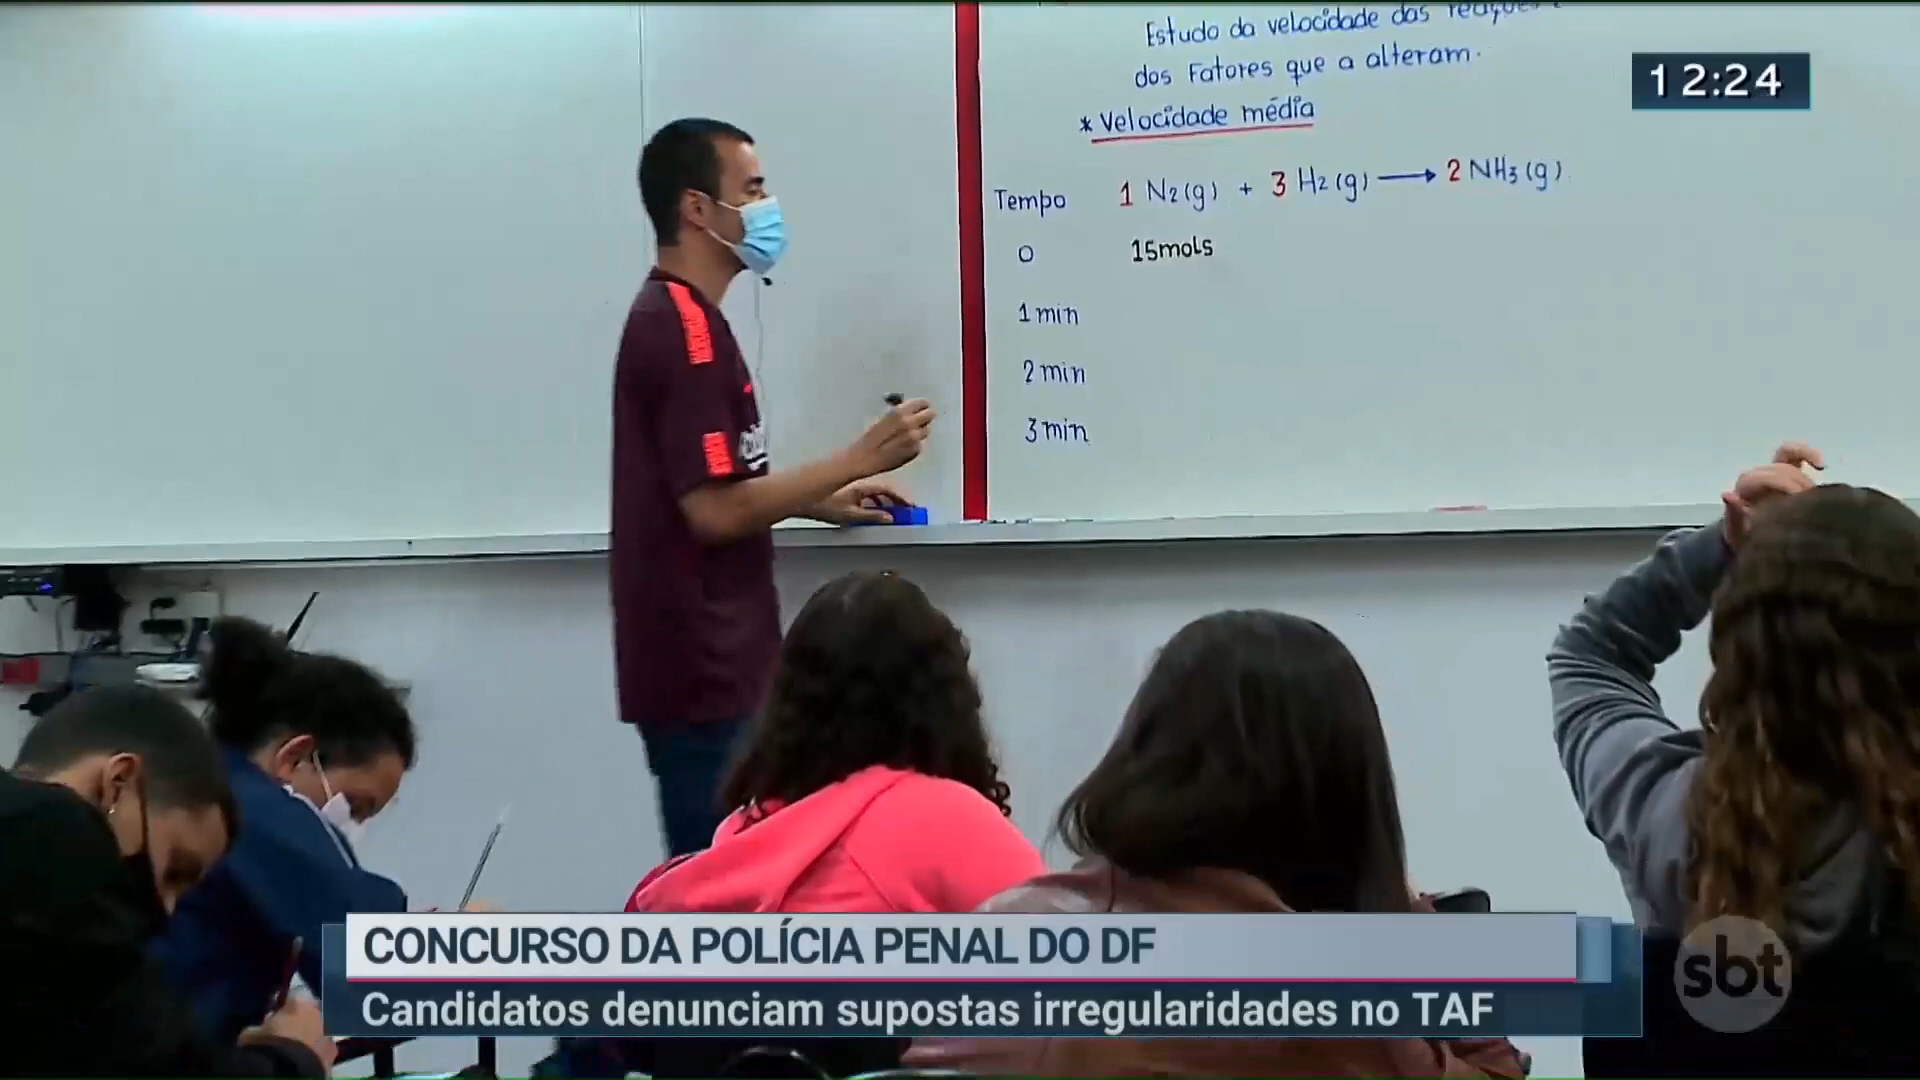 Estudo da velocidade das reações
dos Fatores que a alteram.
12:24
* Velocidade média
Tempo 1 N2(g) + 3 H2(g) → 2 NH3(g)
0 15mols
1 min
2 min
3 min
CONCURSO DA POLÍCIA PENAL DO DF
Candidatos denunciam supostas irregularidades no TAF
sbt